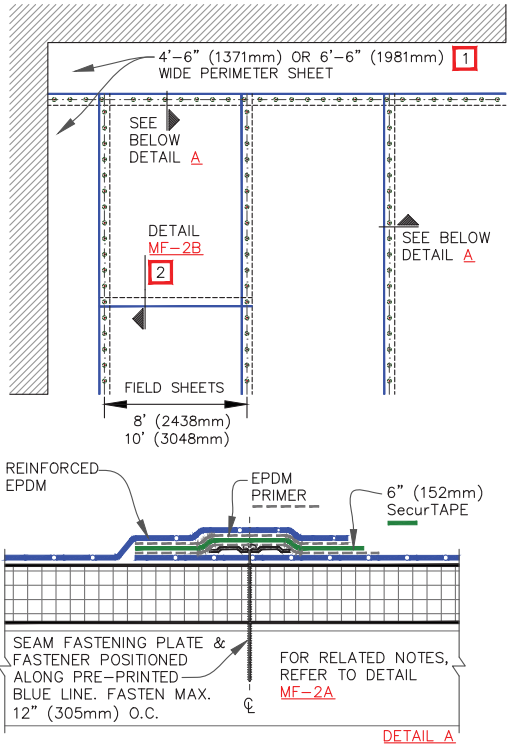 4'-6" (1371mm) OR 6'-6" (1981mm) 1
WIDE PERIMETER SHEET
SEE
BELOW
DETAIL A
DETAIL
MF-2B
2
SEE BELOW
DETAIL A
FIELD SHEETS
8' (2438mm)
10' (3048mm)
REINFORCED
EPDM
EPDM
PRIMER
6" (152mm)
SecurTAPE
SEAM FASTENING PLATE &
FASTENER POSITIONED
ALONG PRE-PRINTED
BLUE LINE. FASTEN MAX.
12" (305mm) O.C.
℄
FOR RELATED NOTES,
REFER TO DETAIL
MF-2A
DETAIL A